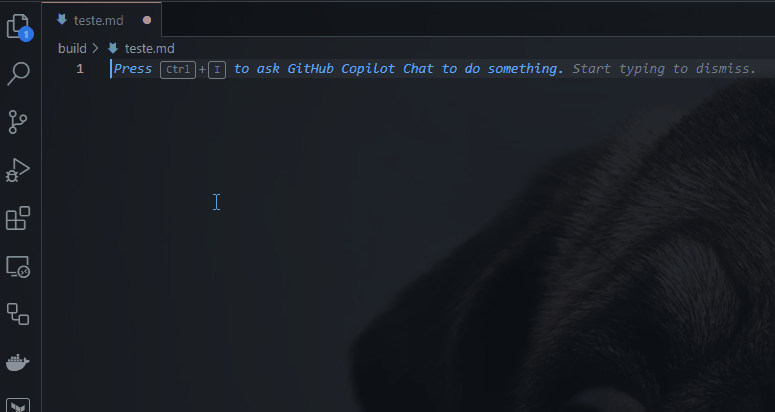 teste.md
1
build > teste.md
1 Press Ctrl+I to ask GitHub Copilot Chat to do something. Start typing to dismiss.